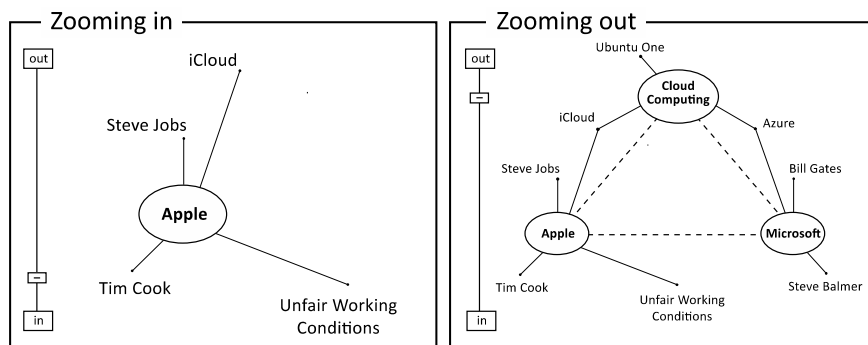 Zooming in
out
iCloud
Steve Jobs
Apple
Tim Cook
Unfair Working
Conditions
in
Zooming out
out
Ubuntu One
Cloud
Computing
iCloud
Azure
Steve Jobs
Bill Gates
Apple
Microsoft
Tim Cook
Unfair Working
Conditions
Steve Balmer
in